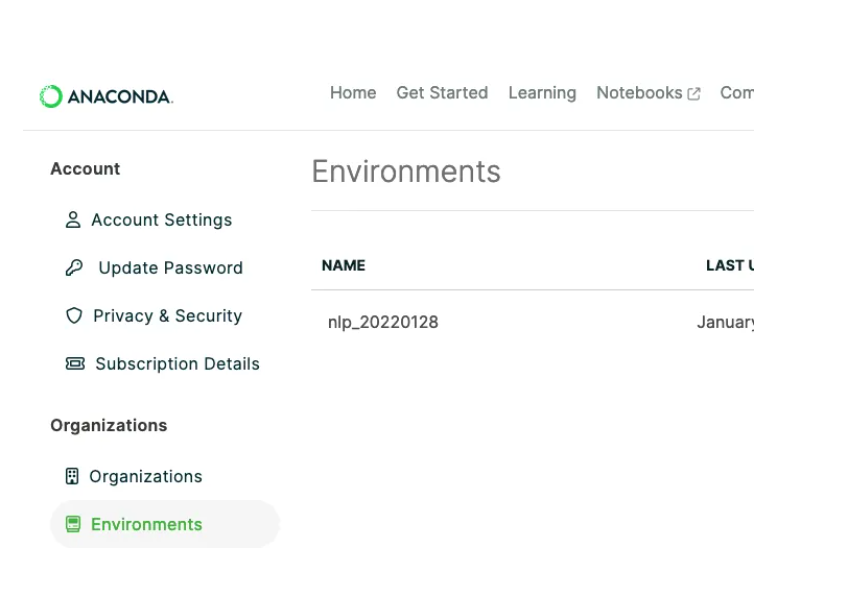 ANACONDA.
Home Get Started Learning Notebooks Com
Account
Account Settings
Update Password
Privacy & Security
Subscription Details
Organizations
Organizations
Environments
Environments
NAME LAST U
nlp_20220128 January